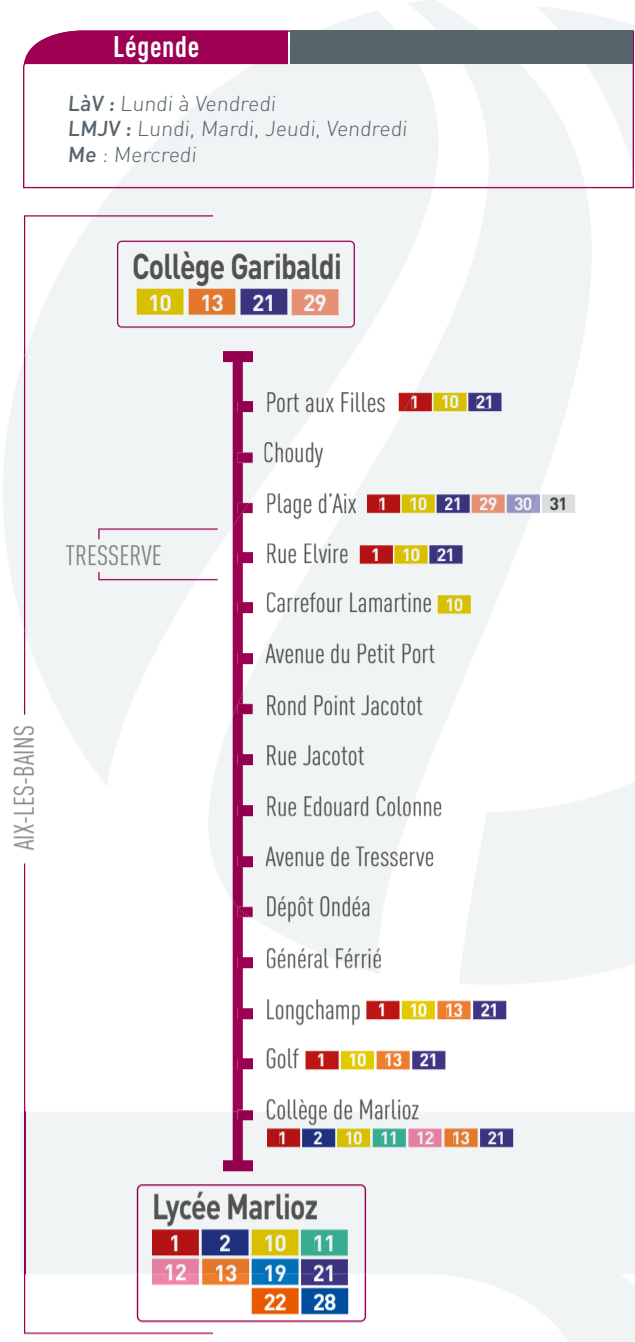 Légende
LàV : Lundi à Vendredi
LMJV : Lundi, Mardi, Jeudi, Vendredi
Me : Mercredi
Collège Garibaldi
10 13 21 29
Port aux Filles 1 10 21
Choudy
Plage d'Aix 1 10 21 29 30 31
TRESSERVE
Rue Elvire 1 10 21
Carrefour Lamartine 10
Avenue du Petit Port
Rond Point Jacotot
AIX-LES-BAINS
Rue Jacotot
Rue Edouard Colonne
Avenue de Tresserve
Dépôt Ondéa
Général Férrié
Longchamp 1 10 13 21
Golf 1 10 13 21
Collège de Marlioz
1 2 10 11 12 13 21
Lycée Marlioz
1 2 10 11
12 13 19 21
22 28